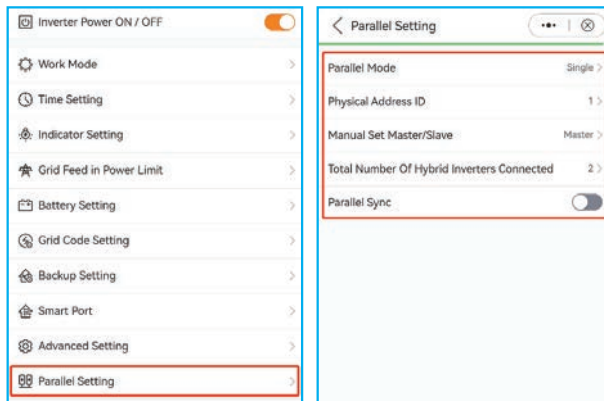 Inverter Power ON / OFF
Work Mode
Time Setting
Indicator Setting
Grid Feed in Power Limit
Battery Setting
Grid Code Setting
Backup Setting
Smart Port
Advanced Setting
Parallel Setting
Parallel Setting
Parallel Mode Single
Physical Address ID 1
Manual Set Master/Slave Master
Total Number Of Hybrid Inverters Connected 2
Parallel Sync